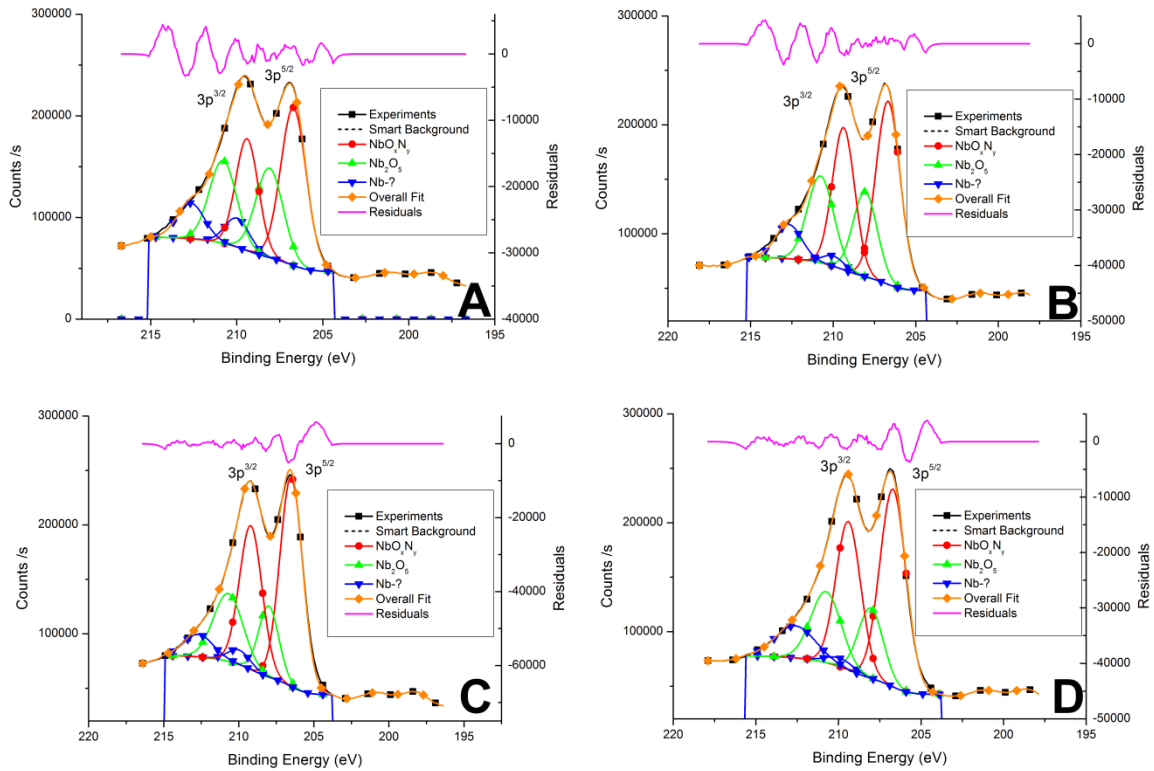 300000
250000
200000
150000
100000
50000
0
Counts /s
215
210
205
200
195
Binding Energy (eV)
0
-10000
-20000
-30000
-40000
Residuals
3p3/2
3p5/2
Experiments
Smart Background
NbOxNy
Nb2O5
Nb-?
Overall Fit
Residuals
A
300000
200000
100000
Counts /s
220
215
210
205
200
195
Binding Energy (eV)
0
-10000
-20000
-30000
-40000
-50000
Residuals
3p3/2
3p5/2
Experiments
Smart Background
NbOxNy
Nb2O5
Nb-?
Overall Fit
Residuals
B
300000
200000
100000
Counts /s
220
215
210
205
200
195
Binding Energy (eV)
0
-20000
-40000
-60000
Residuals
3p3/2
3p5/2
Experiments
Smart Background
NbOxNy
Nb2O5
Nb-?
Overall Fit
Residuals
C
300000
200000
100000
Counts /s
220
215
210
205
200
195
Binding Energy (eV)
0
-10000
-20000
-30000
-40000
-50000
Residuals
3p3/2
3p5/2
Experiments
Smart Background
NbOxNy
Nb2O5
Nb-?
Overall Fit
Residuals
D